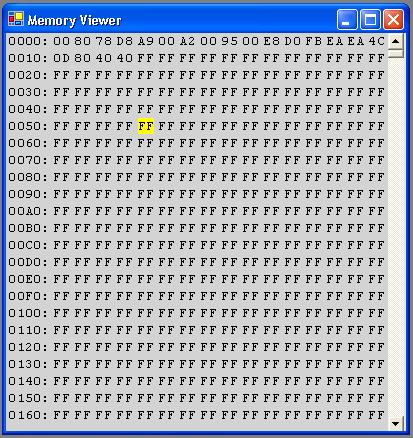 Memory Viewer
0000: 00 80 78 D8 A9 00 A2 00 95 00 E8 D0 FB EA EA 4C
0010: 0D 80 40 40 FF FF FF FF FF FF FF FF FF FF FF FF
0020: FF FF FF FF FF FF FF FF FF FF FF FF FF FF FF FF
0030: FF FF FF FF FF FF FF FF FF FF FF FF FF FF FF FF
0040: FF FF FF FF FF FF FF FF FF FF FF FF FF FF FF FF
0050: FF FF FF FF FF FF FF FF FF FF FF FF FF FF FF FF
0060: FF FF FF FF FF FF FF FF FF FF FF FF FF FF FF FF
0070: FF FF FF FF FF FF FF FF FF FF FF FF FF FF FF FF
0080: FF FF FF FF FF FF FF FF FF FF FF FF FF FF FF FF
0090: FF FF FF FF FF FF FF FF FF FF FF FF FF FF FF FF
00A0: FF FF FF FF FF FF FF FF FF FF FF FF FF FF FF FF
00B0: FF FF FF FF FF FF FF FF FF FF FF FF FF FF FF FF
00C0: FF FF FF FF FF FF FF FF FF FF FF FF FF FF FF FF
00D0: FF FF FF FF FF FF FF FF FF FF FF FF FF FF FF FF
00E0: FF FF FF FF FF FF FF FF FF FF FF FF FF FF FF FF
00F0: FF FF FF FF FF FF FF FF FF FF FF FF FF FF FF FF
0100: FF FF FF FF FF FF FF FF FF FF FF FF FF FF FF FF
0110: FF FF FF FF FF FF FF FF FF FF FF FF FF FF FF FF
0120: FF FF FF FF FF FF FF FF FF FF FF FF FF FF FF FF
0130: FF FF FF FF FF FF FF FF FF FF FF FF FF FF FF FF
0140: FF FF FF FF FF FF FF FF FF FF FF FF FF FF FF FF
0150: FF FF FF FF FF FF FF FF FF FF FF FF FF FF FF FF
0160: FF FF FF FF FF FF FF FF FF FF FF FF FF FF FF FF